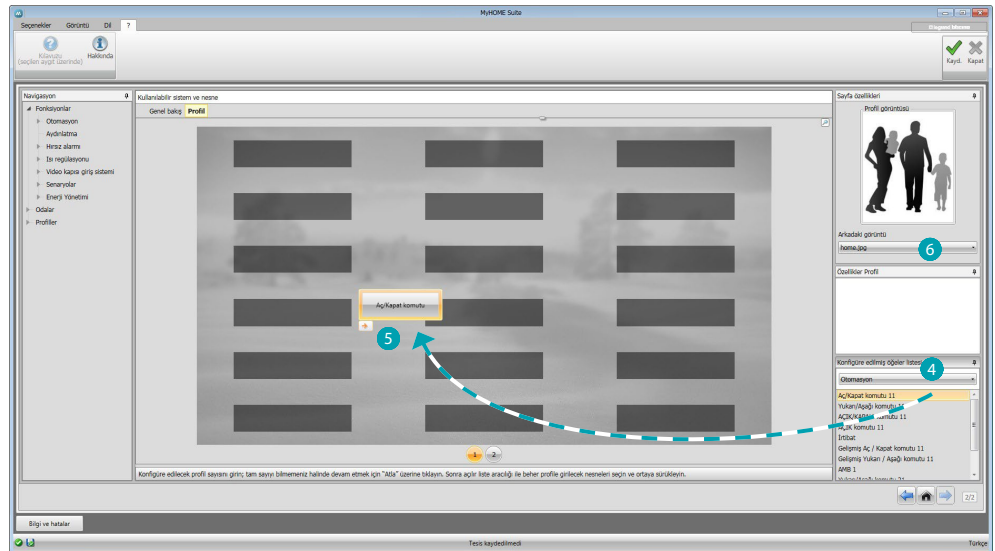 MyHOME Suite
Seçenekler Görüntü Dil ?
Kılavuzu
(seçilen aygıt üzerinde)
Hakkında
Kayd. Kapat
Navigasyon
Fonksiyonlar
Otomasyon
Aydınlatma
Hırsız alarmı
Isı regülasyonu
Video kapısı giriş sistemi
Senaryolar
Enerji Yönetimi
Odalar
Profiller
Kullanılabilir sistem ve nesne
Genel bakış Profil
Aç/Kapat komutu
5
1 2
Konfigüre edilecek profil sayısını girin; tam sayıyı bilmemeniz halinde devam etmek için "Atla" üzerine tıklayın. Sonra açılır liste aracılığı ile beher profile girilecek nesneleri seçin ve ortaya sürükleyin.
Sayfa özellikleri
Profil görüntüsü
Arkadaki görüntü
home.jpg
6
Özellikler Profil
Konfigüre edilmiş öğeler listesi
4
Otomasyon
Aç/Kapat komutu 11
Yukarı/Aşağı komutu 11
AÇIK/KAPALI komutu 11
AÇIK komutu 11
İrtibat
Gelişmiş Aç / Kapat komutu 11
Gelişmiş Yukarı / Aşağı komutu 11
AMB 1
Yukarı/Aşağı komutu 21
2/2
Bilgi ve hatalar
Tesis kaydedilmedi
Türkçe